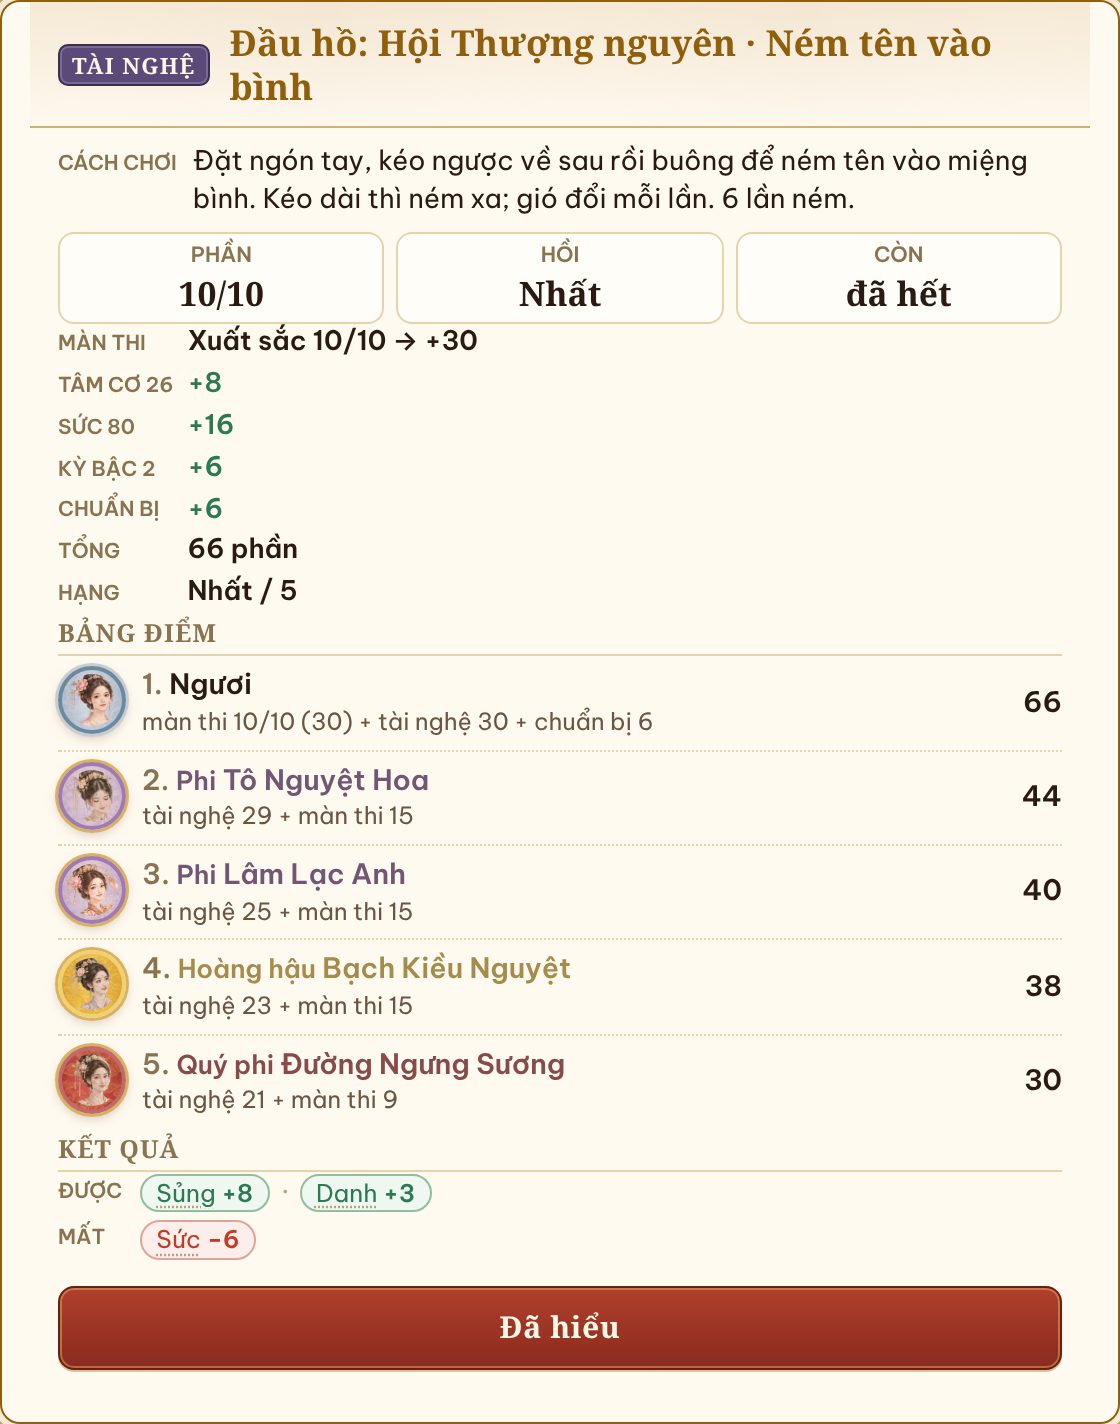 TÀI NGHỆ
Đầu hồ: Hội Thượng nguyên · Ném tên vào
bình
CÁCH CHƠI Đặt ngón tay, kéo ngược về sau rồi buông để ném tên vào miệng
bình. Kéo dài thì ném xa; gió đổi mỗi lần. 6 lần ném.
PHẦN
10/10
HỒI
Nhất
CÒN
đã hết
MÀN THI Xuất sắc 10/10 → +30
TÂM CƠ 26 +8
SỨC 80 +16
KỲ BẬC 2 +6
CHUẨN BỊ +6
TỔNG 66 phần
HẠNG Nhất / 5
BẢNG ĐIỂM
1. Ngươi
màn thi 10/10 (30) + tài nghệ 30 + chuẩn bị 6
66
2. Phi Tô Nguyệt Hoa
tài nghệ 29 + màn thi 15
44
3. Phi Lâm Lạc Anh
tài nghệ 25 + màn thi 15
40
4. Hoàng hậu Bạch Kiều Nguyệt
tài nghệ 23 + màn thi 15
38
5. Quý phi Đường Ngưng Sương
tài nghệ 21 + màn thi 9
30
KẾT QUẢ
ĐƯỢC Sủng +8 · Danh +3
MẤT Sức −6
Đã hiểu